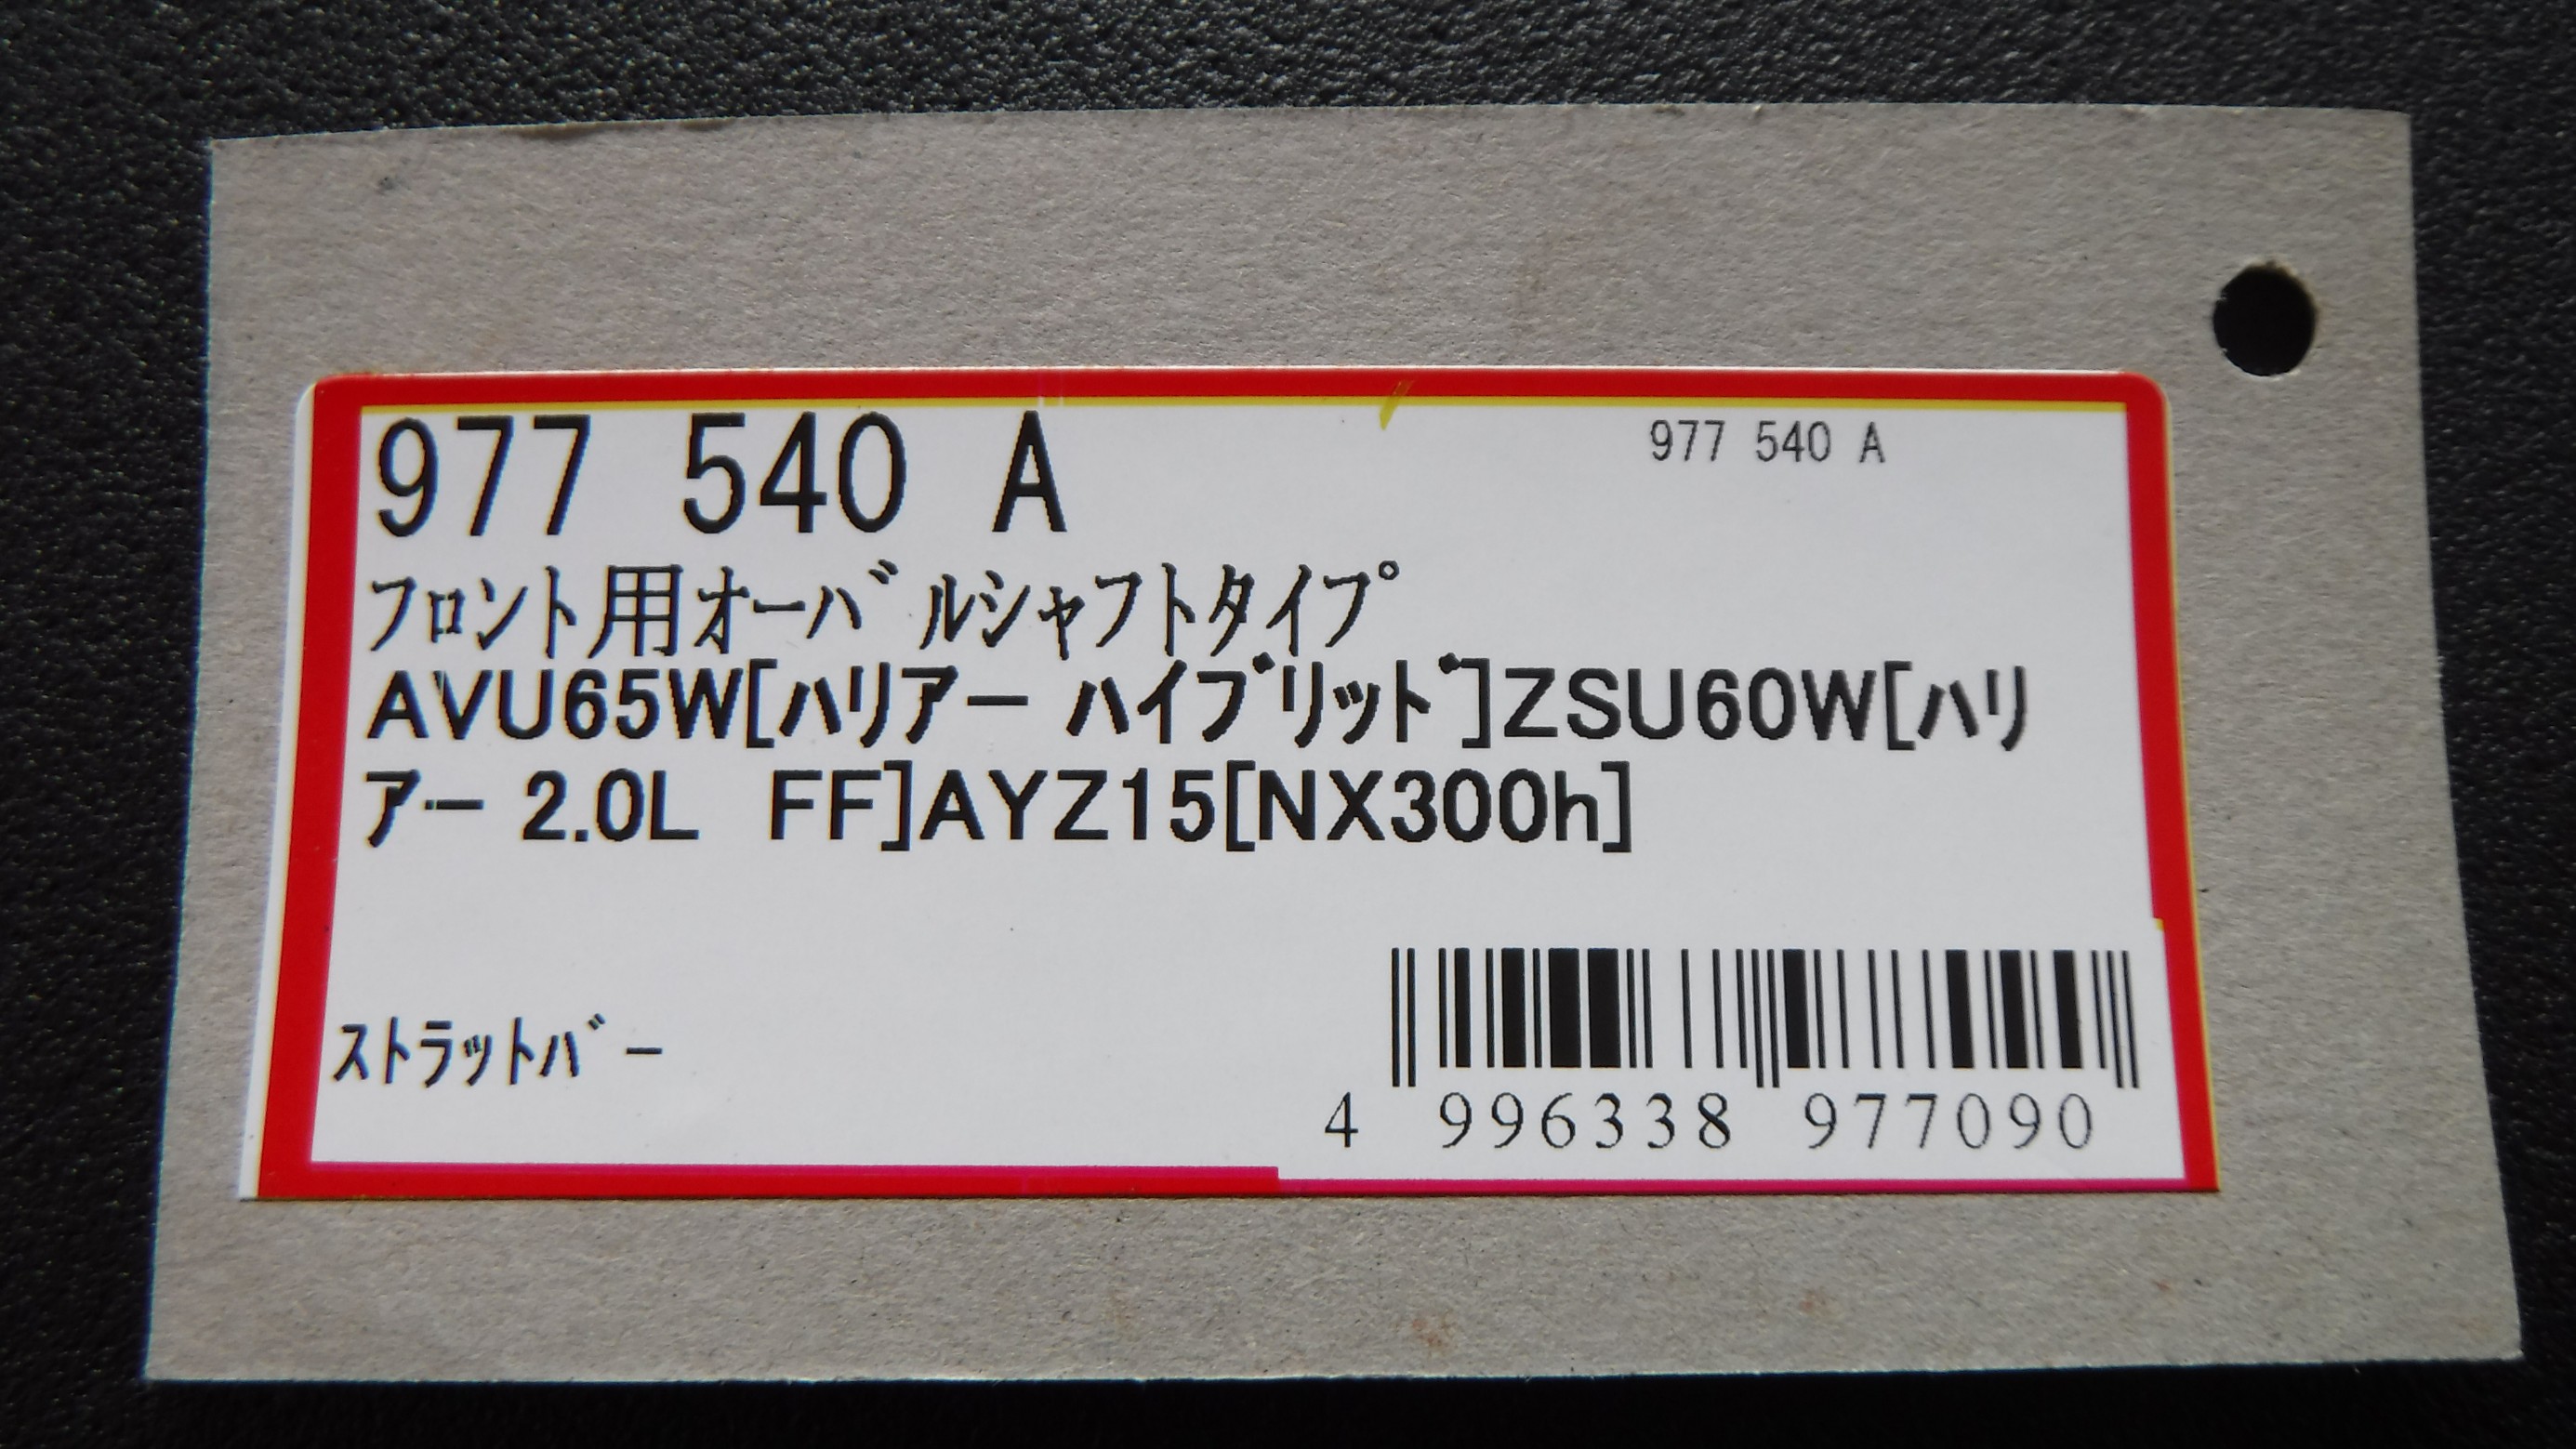 977 540 A
977 540 A
フロント用オーバルシャフトタイプ
AVU65W[ハリアー ハイブリッド]ZSU60W[ハリ
アー 2.0L　FF]AYZ15[NX300h]
ストラットバー
4 996338 977090